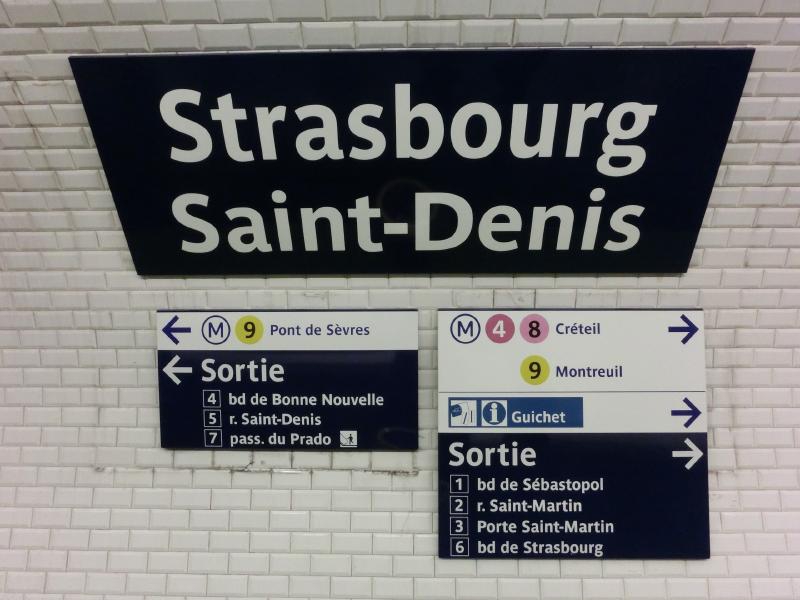 Strasbourg
Saint-Denis
M 9 Pont de Sèvres
Sortie
4 bd de Bonne Nouvelle
5 r. Saint-Denis
7 pass. du Prado
M 4 8 Créteil
9 Montreuil
i Guichet
Sortie
1 bd de Sébastopol
2 r. Saint-Martin
3 Porte Saint-Martin
6 bd de Strasbourg